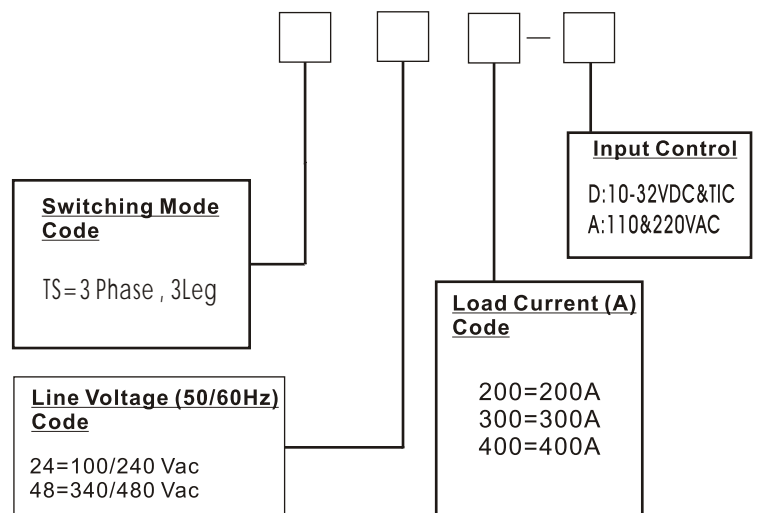 Input Control
D:10-32VDC&TIC
A:110&220VAC
Switching Mode
Code
TS=3 Phase , 3Leg
Load Current (A)
Code
200=200A
300=300A
400=400A
Line Voltage (50/60Hz)
Code
24=100/240 Vac
48=340/480 Vac